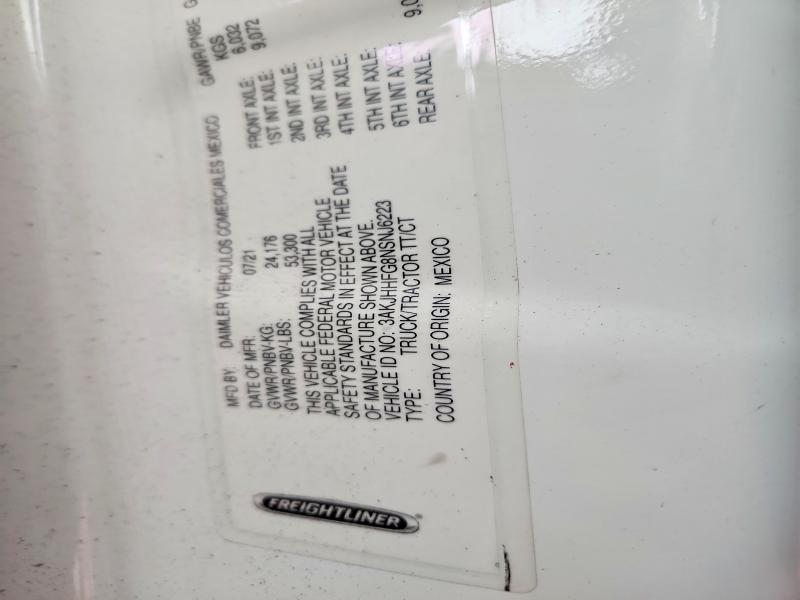 FREIGHTLINER
MFD BY: DAIMLER VEHICULOS COMERCIALES MEXICO
DATE OF MFR: 07/21
GVWR/PNBV-KG: 24,176
GVWR/PNBV-LBS: 53,300
THIS VEHICLE COMPLIES WITH ALL
APPLICABLE FEDERAL MOTOR VEHICLE
SAFETY STANDARDS IN EFFECT AT THE DATE
OF MANUFACTURE SHOWN ABOVE.
VEHICLE ID NO: 3AKJHHFG8NSNJ6223
TYPE: TRUCK/TRACTOR TT/CT
COUNTRY OF ORIGIN: MEXICO
GAWR/PNBE
KGS
FRONT AXLE: 6,032
1ST INT AXLE: 9,072
2ND INT AXLE:
3RD INT AXLE:
4TH INT AXLE:
5TH INT AXLE:
6TH INT AXLE:
REAR AXLE: